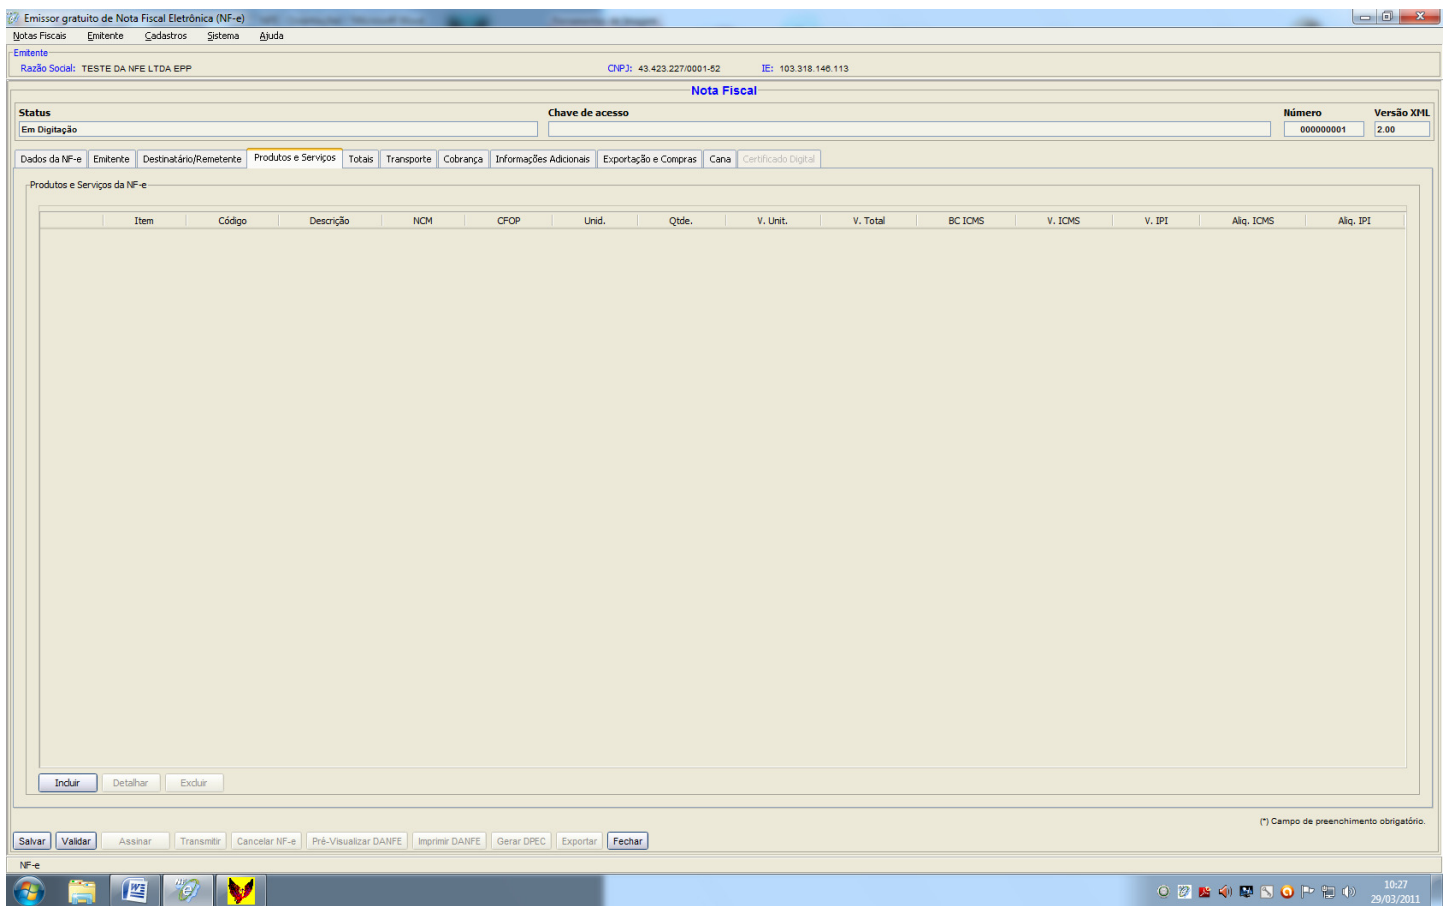 Emissor gratuito de Nota Fiscal Eletrônica (NF-e)
Notas Fiscais Emitente Cadastros Sistema Ajuda
Emitente
Razão Social: TESTE DA NFE LTDA EPP CNPJ: 43.423.227/0001-52 IE: 103.318.146.113
Nota Fiscal
Status Chave de acesso Número Versão XML
Em Digitação 000000001 2.00
Dados da NF-e Emitente Destinatário/Remetente Produtos e Serviços Totais Transporte Cobrança Informações Adicionais Exportação e Compras Cana Certificado Digital
Produtos e Serviços da NF-e
Item Código Descrição NCM CFOP Unid. Qtde. V. Unit. V. Total BC ICMS V. ICMS V. IPI Aliq. ICMS Aliq. IPI
Incluir Detalhar Excluir
(*) Campo de preenchimento obrigatório.
Salvar Validar Assinar Transmitir Cancelar NF-e Pré-Visualizar DANFE Imprimir DANFE Gerar DPEC Exportar Fechar
NF-e
10:27
29/03/2011